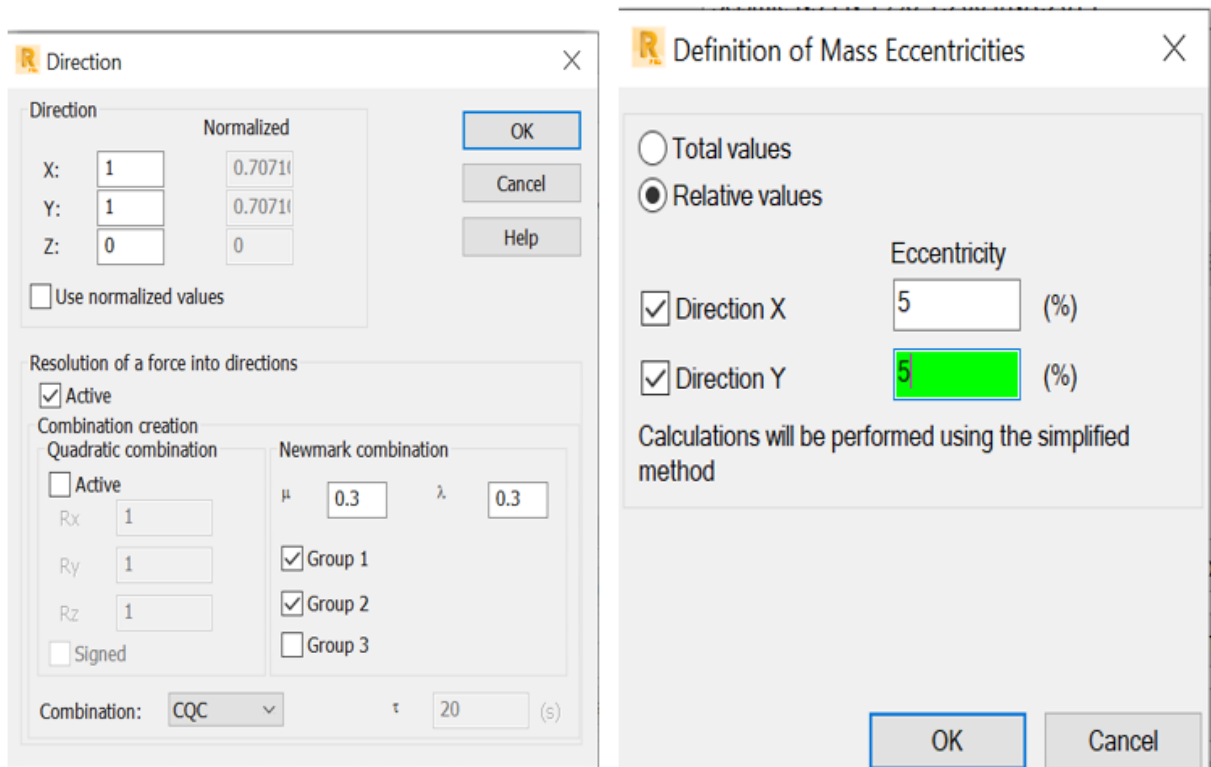 Direction
Direction
Normalized
X: 1 0.7071
Y: 1 0.7071
Z: 0 0
Use normalized values
OK
Cancel
Help
Resolution of a force into directions
Active
Combination creation
Quadratic combination
Active
Rx 1
Ry 1
Rz 1
Signed
Newmark combination
μ 0.3 λ 0.3
Group 1
Group 2
Group 3
Combination: CQC τ 20 (s)
Definition of Mass Eccentricities
Total values
Relative values
Eccentricity
Direction X 5 (%)
Direction Y 5 (%)
Calculations will be performed using the simplified
method
OK Cancel